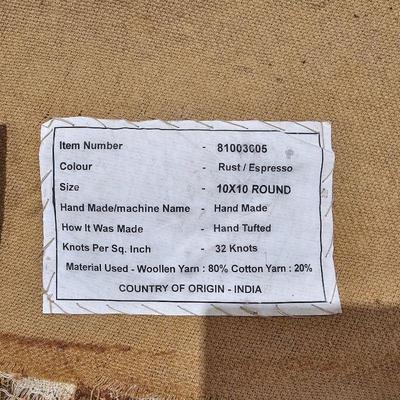 Item Number - 81003605
Colour - Rust / Espresso
Size - 10X10 ROUND
Hand Made/machine Name - Hand Made
How It Was Made - Hand Tufted
Knots Per Sq. Inch - 32 Knots
Material Used - Woollen Yarn : 80% Cotton Yarn : 20%
COUNTRY OF ORIGIN - INDIA